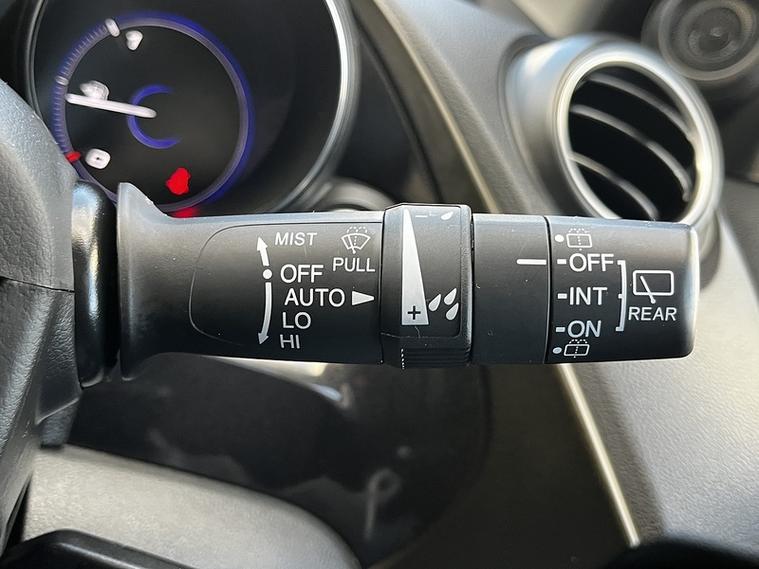 MIST
OFF
PULL
AUTO
LO
HI
−
+
OFF
INT
ON
REAR